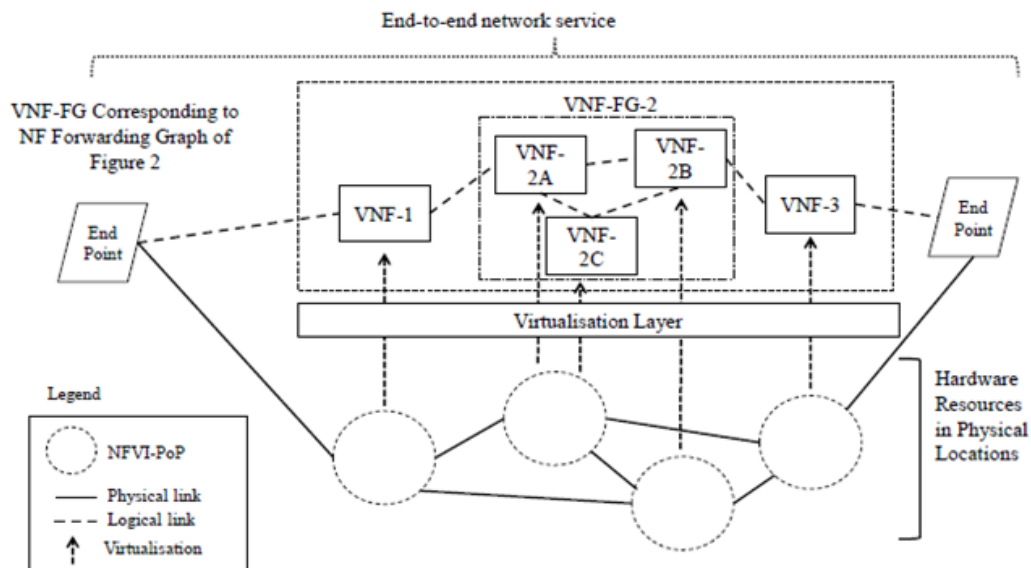 End-to-end network service
VNF-FG Corresponding to
NF Forwarding Graph of
Figure 2
VNF-FG-2
VNF-
2A
VNF-
2B
VNF-1
VNF-
2C
VNF-3
End
Point
End
Point
Virtualisation Layer
Hardware
Resources
in Physical
Locations
Legend
NFVI-PoP
Physical link
Logical link
Virtualisation